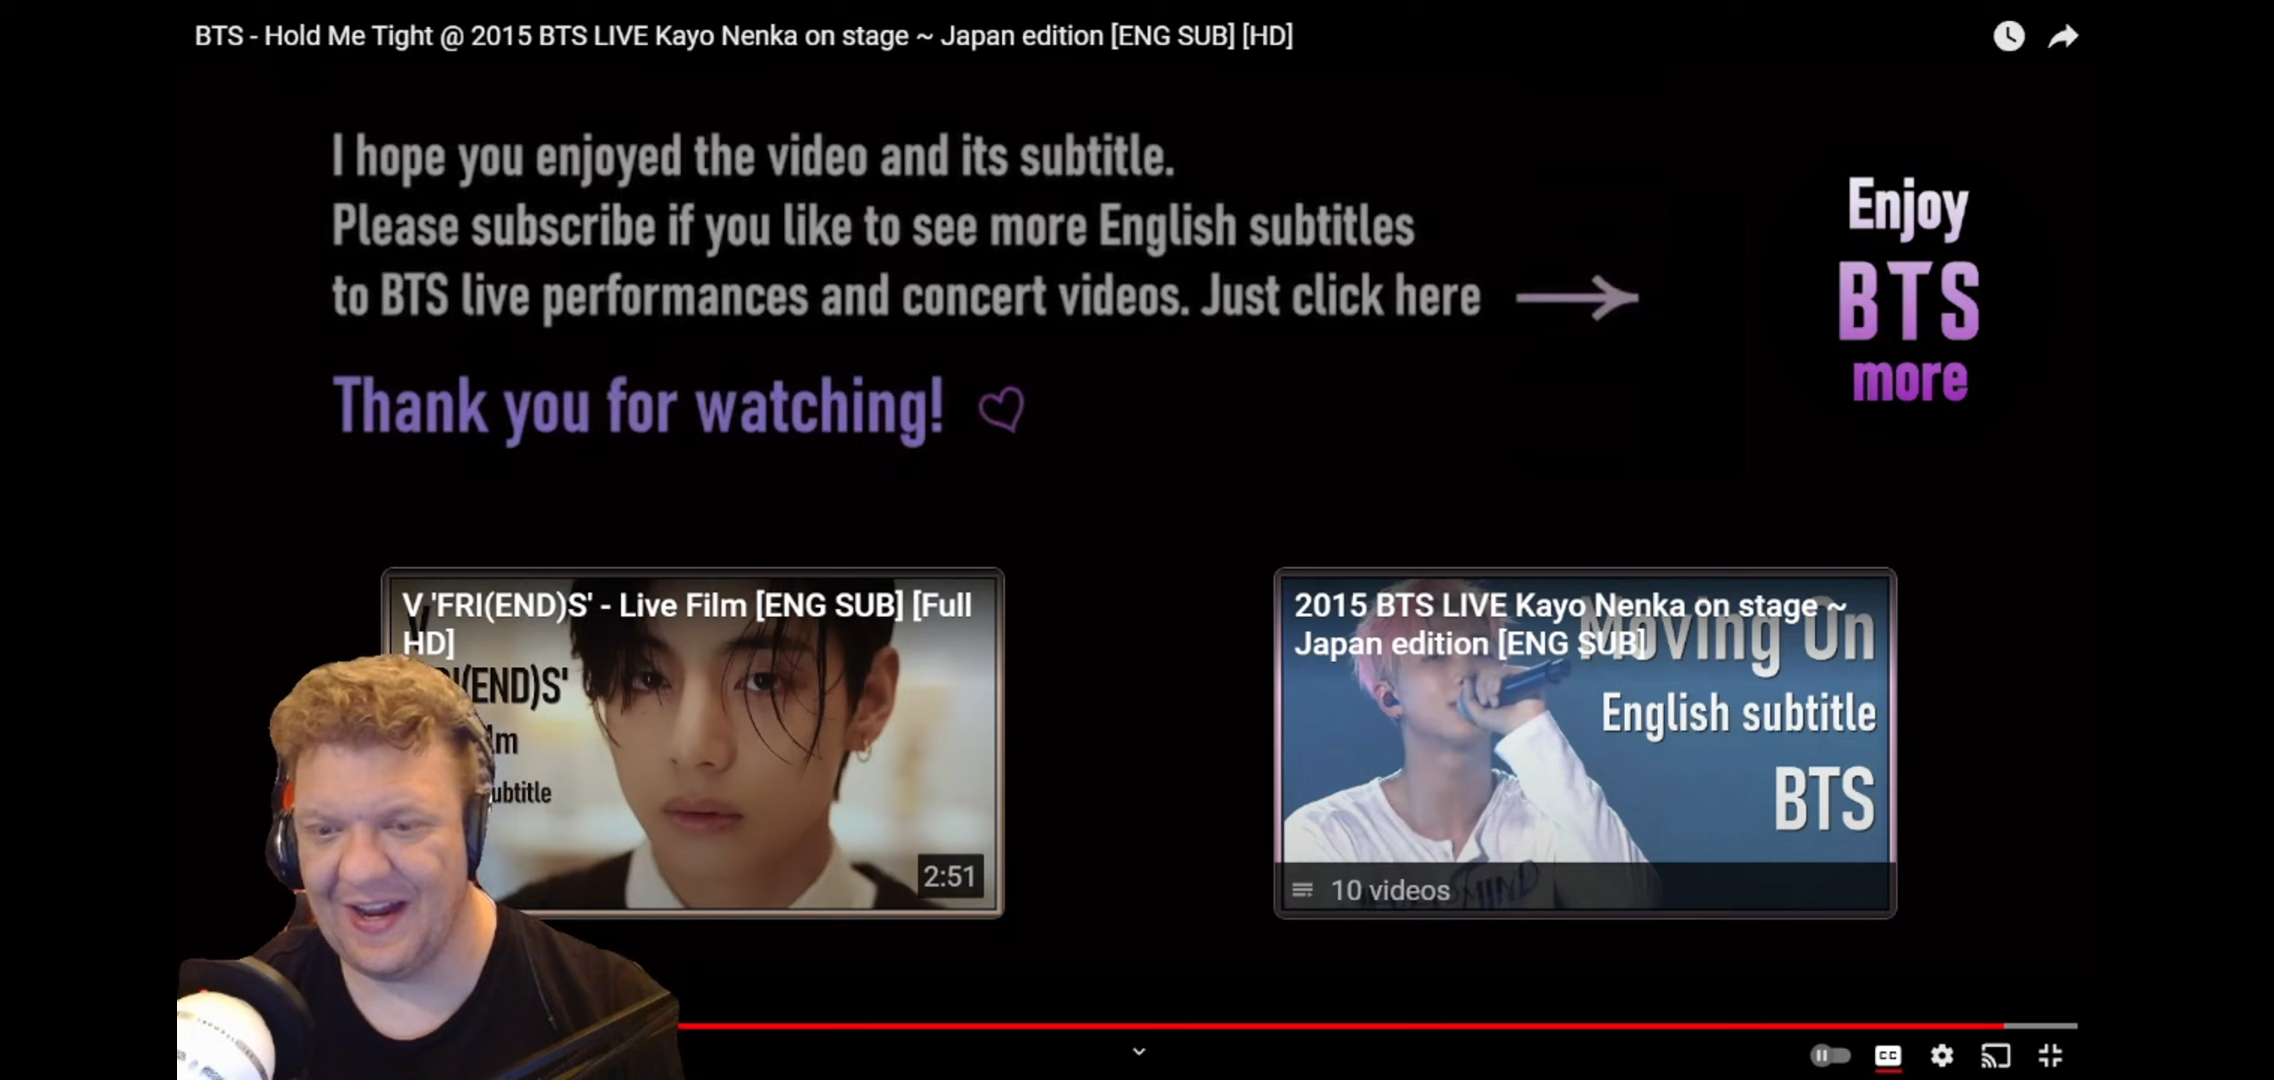 BTS - Hold Me Tight @ 2015 BTS LIVE Kayo Nenka on stage ~ Japan edition [ENG SUB] [HD]
I hope you enjoyed the video and its subtitle.
Please subscribe if you like to see more English subtitles
to BTS live performances and concert videos. Just click here
Thank you for watching!
Enjoy
BTS
more
V 'FRI(END)S' - Live Film [ENG SUB] [Full
HD]
2:51
2015 BTS LIVE Kayo Nenka on stage ~
Japan edition [ENG SUB]
Moving On
English subtitle
BTS
10 videos
CC